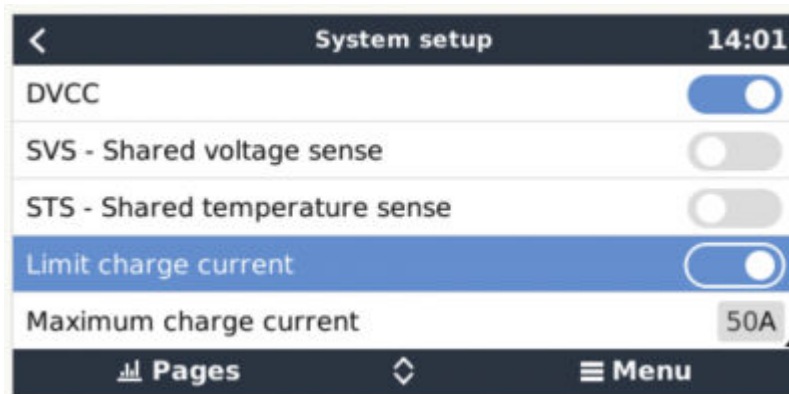 System setup 14:01
DVCC
SVS - Shared voltage sense
STS - Shared temperature sense
Limit charge current
Maximum charge current 50A
Pages Menu